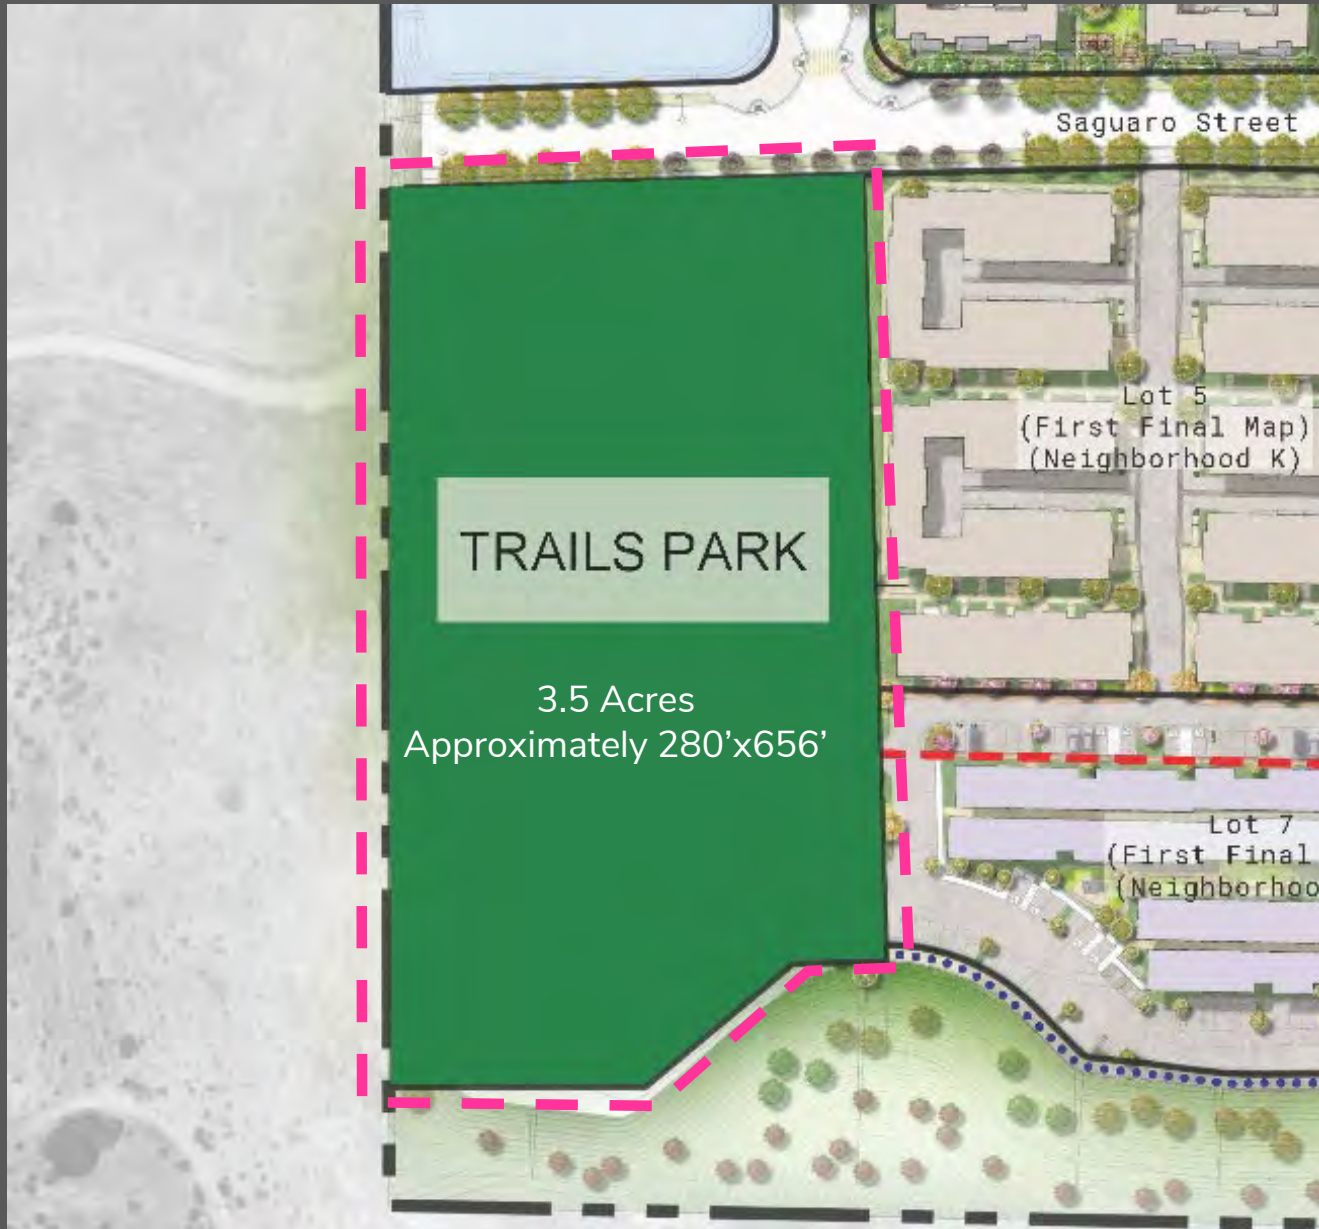 Saguaro Street
Lot 5
(First Final Map)
(Neighborhood K)
TRAILS PARK
3.5 Acres
Approximately 280’x656’
Lot 7
(First Final
(Neighborhoo